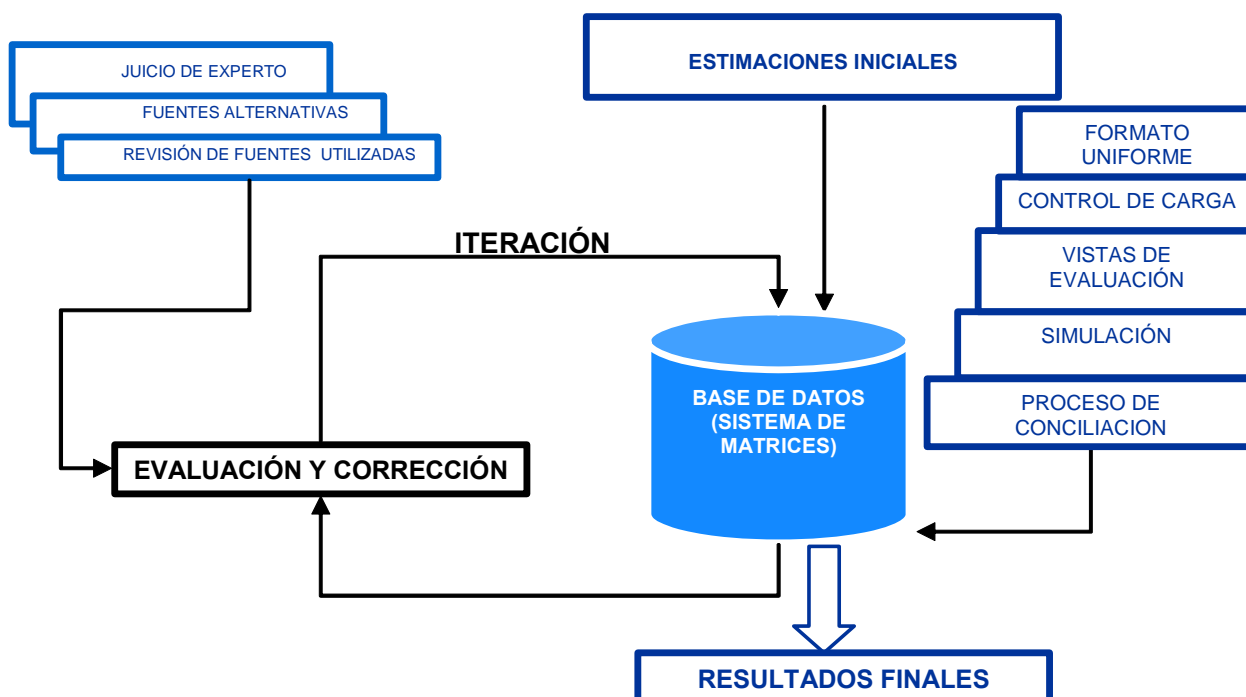 JUICIO DE EXPERTO
FUENTES ALTERNATIVAS
REVISIÓN DE FUENTES UTILIZADAS
ESTIMACIONES INICIALES
FORMATO
UNIFORME
CONTROL DE CARGA
VISTAS DE
EVALUACIÓN
SIMULACIÓN
PROCESO DE
CONCILIACION
ITERACIÓN
BASE DE DATOS
(SISTEMA DE
MATRICES)
EVALUACIÓN Y CORRECCIÓN
RESULTADOS FINALES